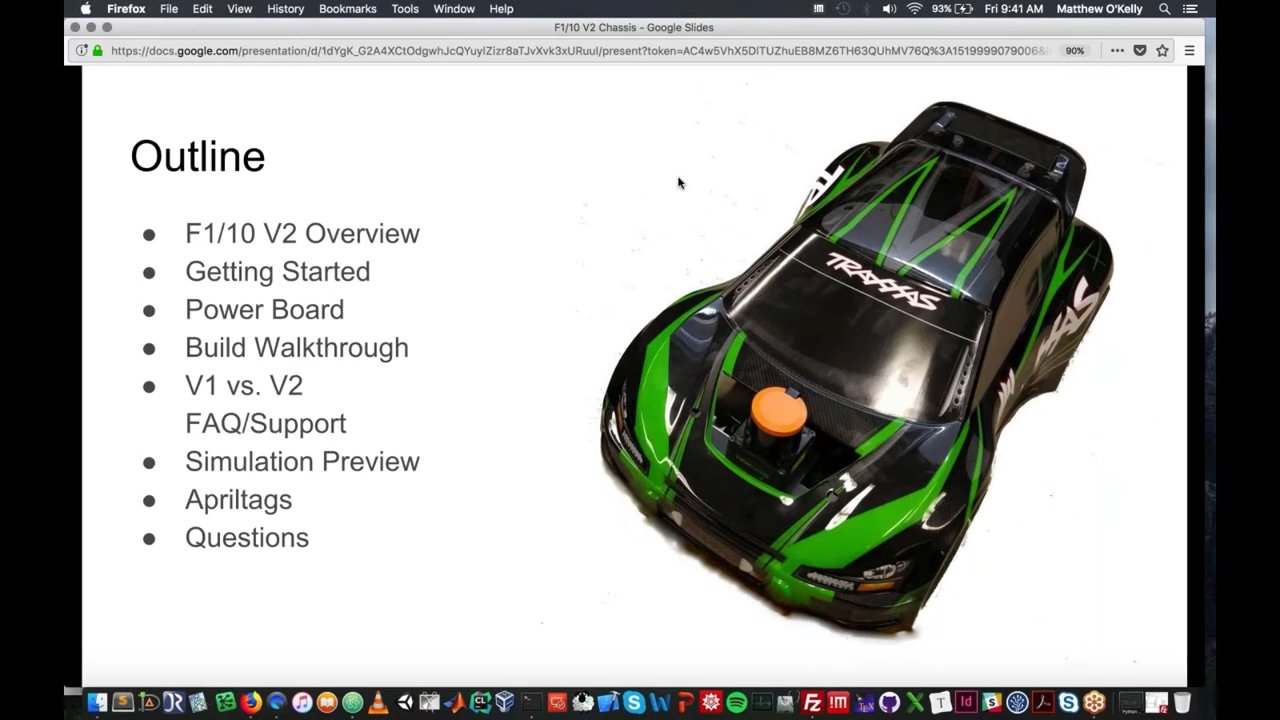 Firefox File Edit View History Bookmarks Tools Window Help 93% Fri 9:41 AM Matthew O'Kelly
F1/10 V2 Chassis - Google Slides
90%
Outline
● F1/10 V2 Overview
● Getting Started
● Power Board
● Build Walkthrough
● V1 vs. V2
FAQ/Support
● Simulation Preview
● Apriltags
● Questions
TRAXXAS